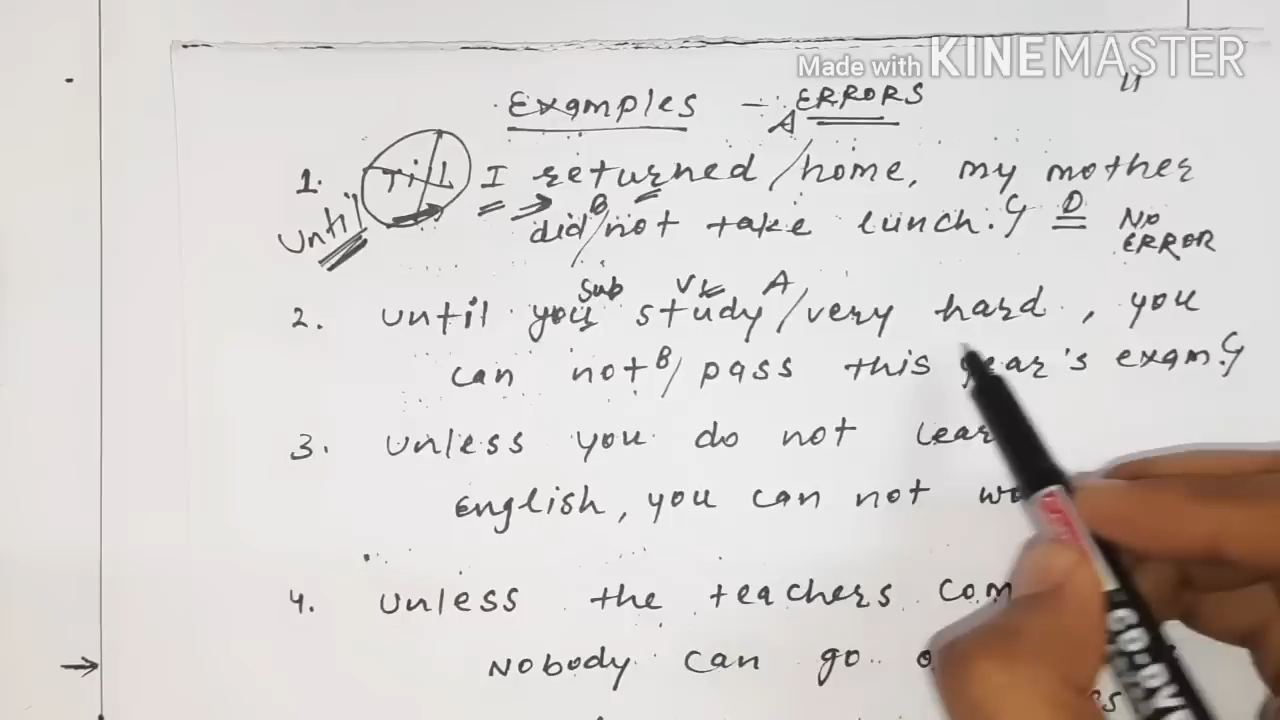 Made with KINEMASTER
Examples - ERRORS
A
1. Till I returned /home, my mother
until
B
did/not take lunch. C D NO
ERROR
Sub Vb A
2. until you study /very hard, you
can not B/ pass this year's exam. C
3. unless you do not
English, you can not
4. unless the teachers
Nobody can go